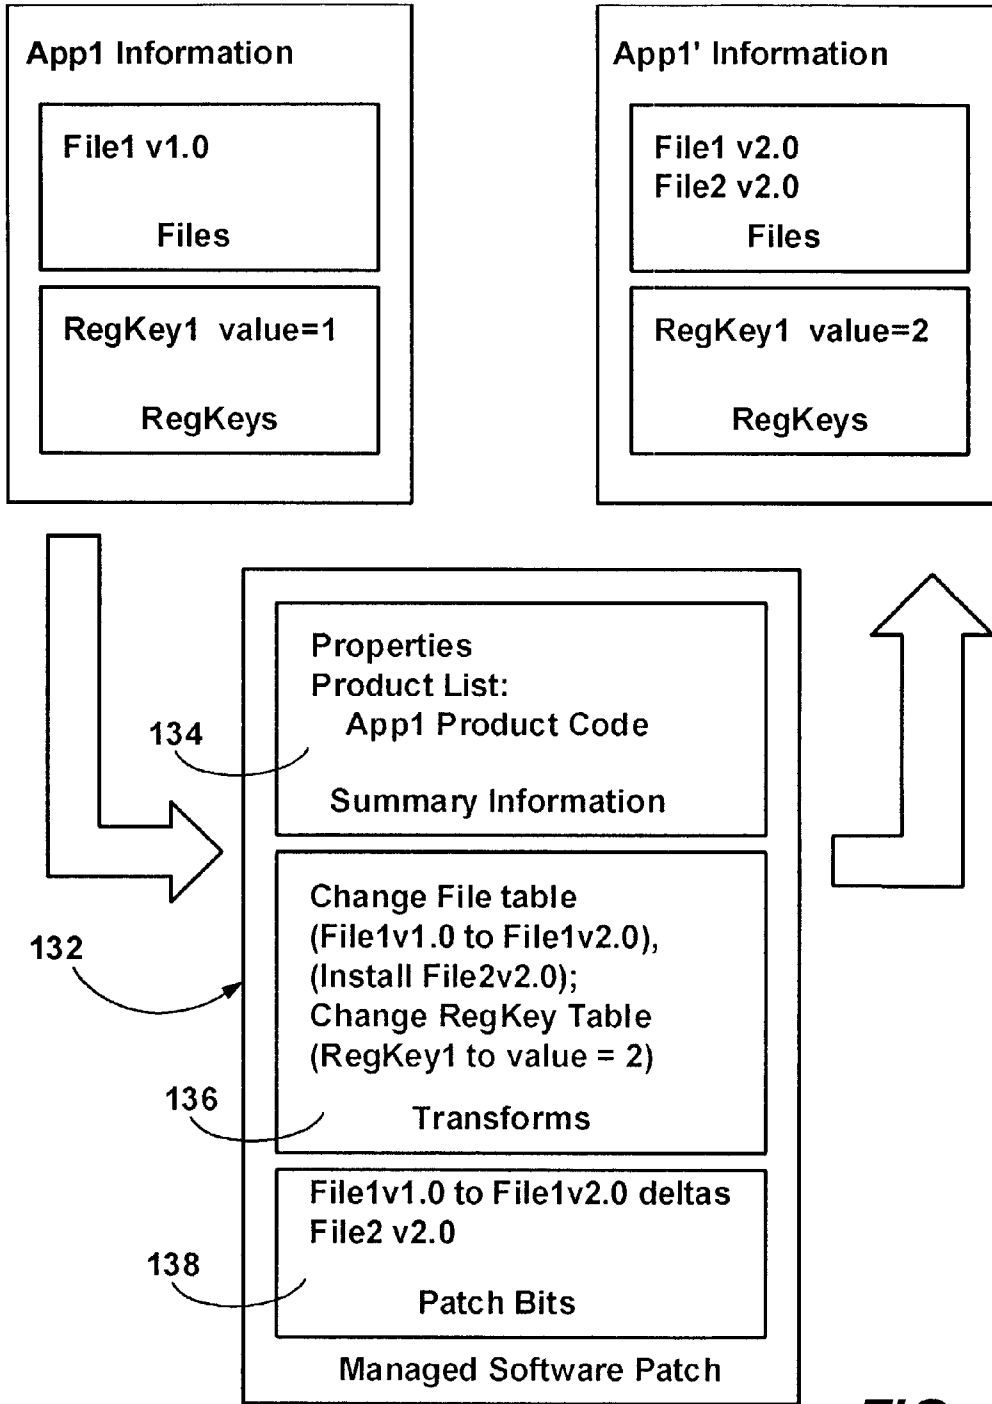 App1 Information
File1 v1.0
Files
RegKey1 value=1
RegKeys
App1' Information
File1 v2.0
File2 v2.0
Files
RegKey1 value=2
RegKeys
Properties
Product List:
App1 Product Code
134
Summary Information
Change File table
(File1v1.0 to File1v2.0),
132
(Install File2v2.0);
Change RegKey Table
(RegKey1 to value = 2)
136
Transforms
File1v1.0 to File1v2.0 deltas
File2 v2.0
138
Patch Bits
Managed Software Patch